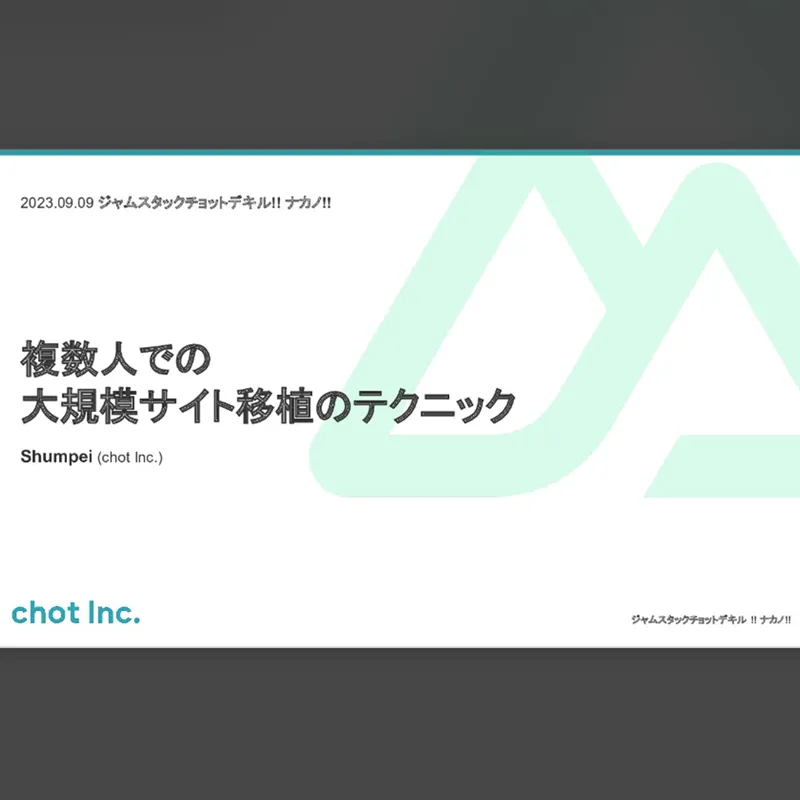 2023.09.09 ジャムスタックチョットデキル!! ナカノ!!
複数人での
大規模サイト移植のテクニック
Shumpei (chot Inc.)
chot Inc.
ジャムスタックチョットデキル !! ナカノ!!